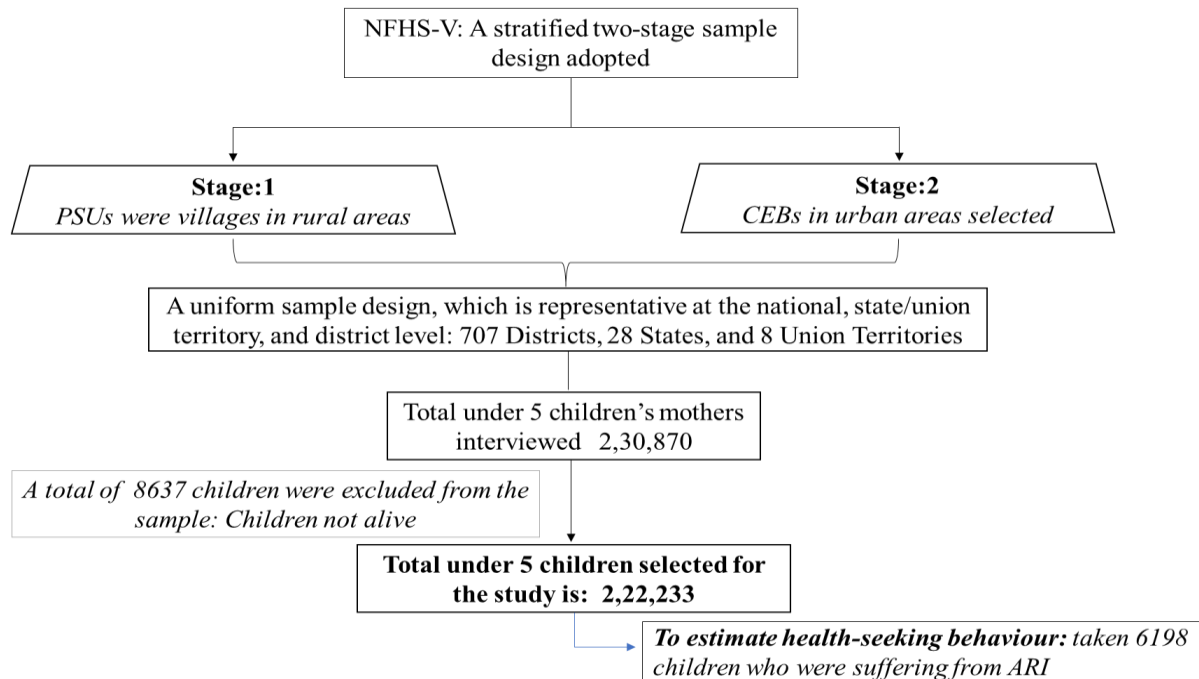 NFHS-V: A stratified two-stage sample
design adopted
Stage:1
PSUs were villages in rural areas
Stage:2
CEBs in urban areas selected
A uniform sample design, which is representative at the national, state/union
territory, and district level: 707 Districts, 28 States, and 8 Union Territories
Total under 5 children’s mothers
interviewed 2,30,870
A total of 8637 children were excluded from the
sample: Children not alive
Total under 5 children selected for
the study is: 2,22,233
To estimate health-seeking behaviour: taken 6198
children who were suffering from ARI